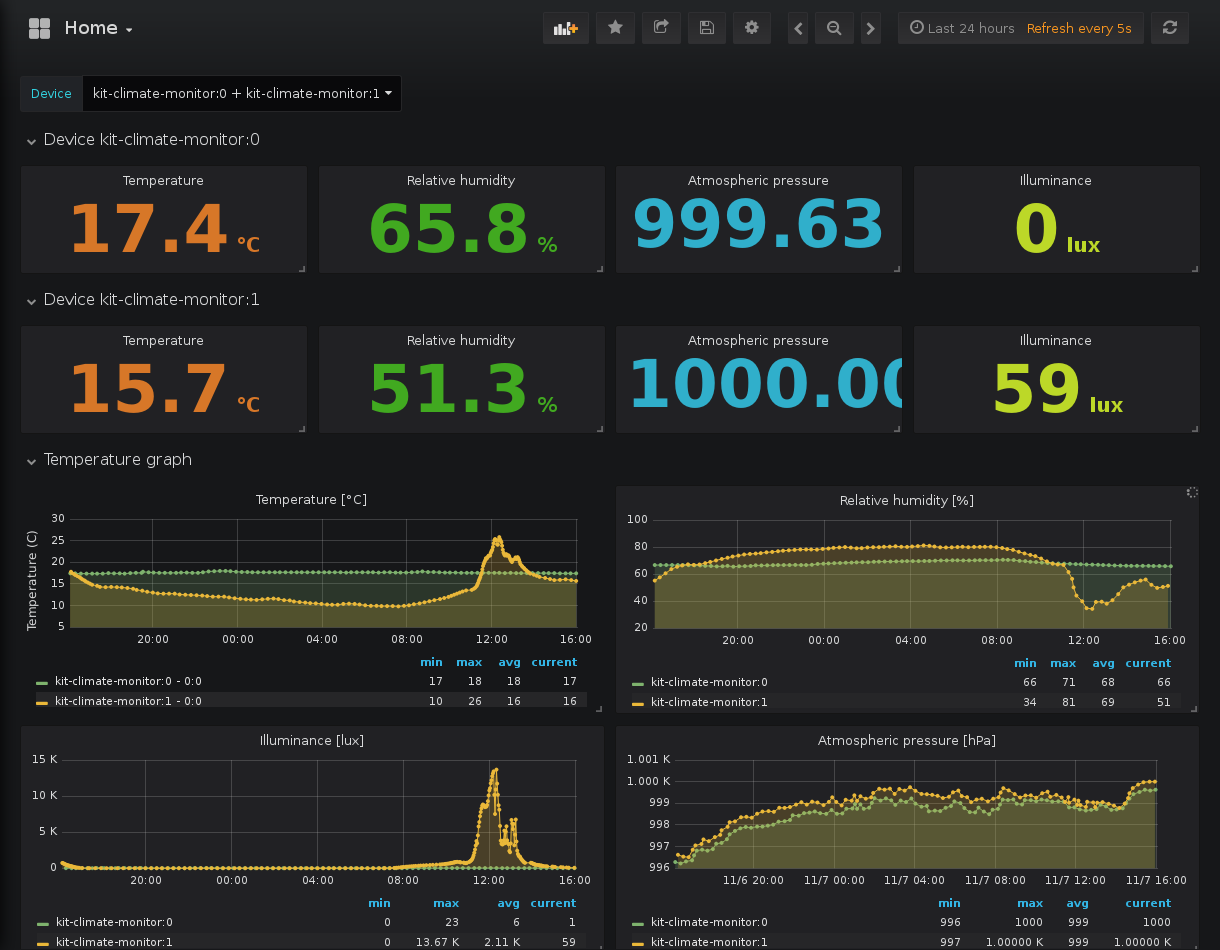 Home
Last 24 hours Refresh every 5s
Device kit-climate-monitor:0 + kit-climate-monitor:1
Device kit-climate-monitor:0
Temperature Relative humidity Atmospheric pressure Illuminance
17.4 °C 65.8 % 999.63 0 lux
Device kit-climate-monitor:1
Temperature Relative humidity Atmospheric pressure Illuminance
15.7 °C 51.3 % 1000.00 59 lux
Temperature graph
Temperature [°C]
Temperature (C)
30
25
20
15
10
5
20:00 00:00 04:00 08:00 12:00 16:00
min max avg current
kit-climate-monitor:0 - 0:0 17 18 18 17
kit-climate-monitor:1 - 0:0 10 26 16 16
Relative humidity [%]
100
80
60
40
20
20:00 00:00 04:00 08:00 12:00 16:00
min max avg current
kit-climate-monitor:0 66 71 68 66
kit-climate-monitor:1 34 81 69 51
Illuminance [lux]
15 K
10 K
5 K
0
20:00 00:00 04:00 08:00 12:00 16:00
min max avg current
kit-climate-monitor:0 0 23 6 1
kit-climate-monitor:1 0 13.67 K 2.11 K 59
Atmospheric pressure [hPa]
1.001 K
1.000 K
999
998
997
996
11/6 20:00 11/7 00:00 11/7 04:00 11/7 08:00 11/7 12:00 11/7 16:00
min max avg current
kit-climate-monitor:0 996 1000 999 1000
kit-climate-monitor:1 997 1.00000 K 999 1.00000 K